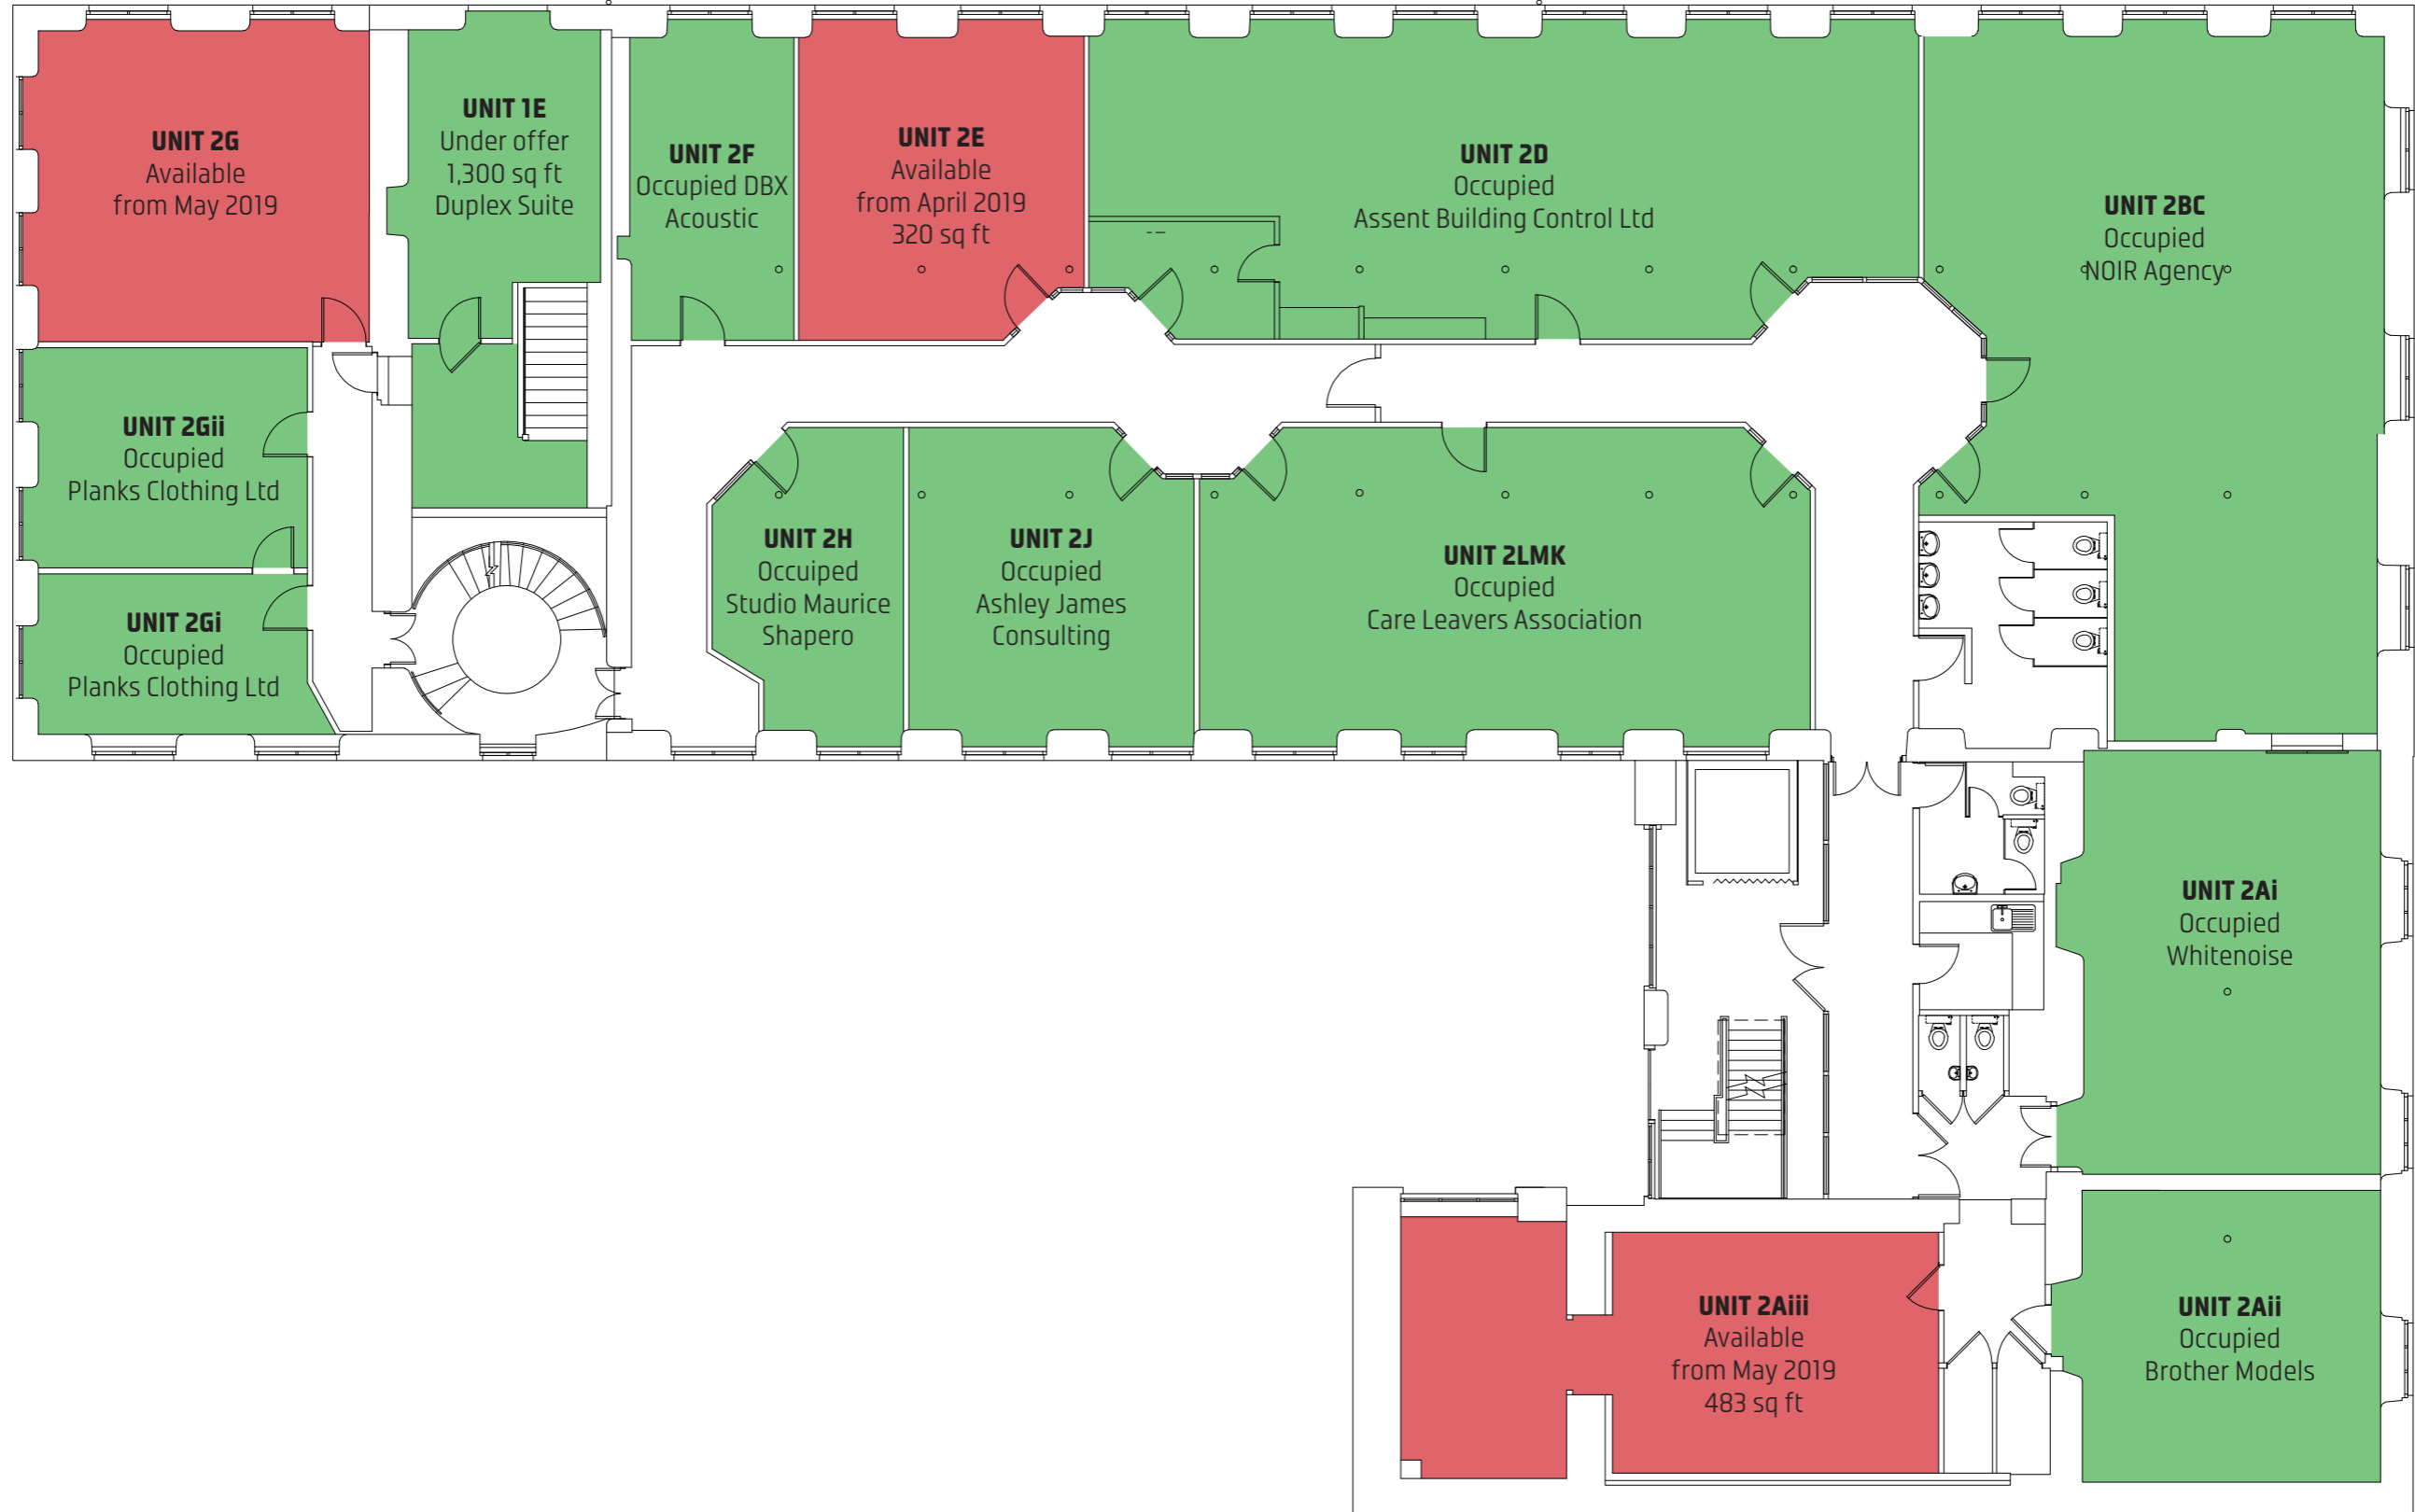 UNIT 2G
Available
from May 2019
UNIT 1E
Under offer
1,300 sq ft
Duplex Suite
UNIT 2F
Occupied DBX
Acoustic
UNIT 2E
Available
from April 2019
320 sq ft
UNIT 2D
Occupied
Assent Building Control Ltd
UNIT 2BC
Occupied
NOIR Agency
UNIT 2Gii
Occupied
Planks Clothing Ltd
UNIT 2Gi
Occupied
Planks Clothing Ltd
UNIT 2H
Occuiped
Studio Maurice
Shapero
UNIT 2J
Occupied
Ashley James
Consulting
UNIT 2LMK
Occupied
Care Leavers Association
UNIT 2Ai
Occupied
Whitenoise
UNIT 2Aiii
Available
from May 2019
483 sq ft
UNIT 2Aii
Occupied
Brother Models